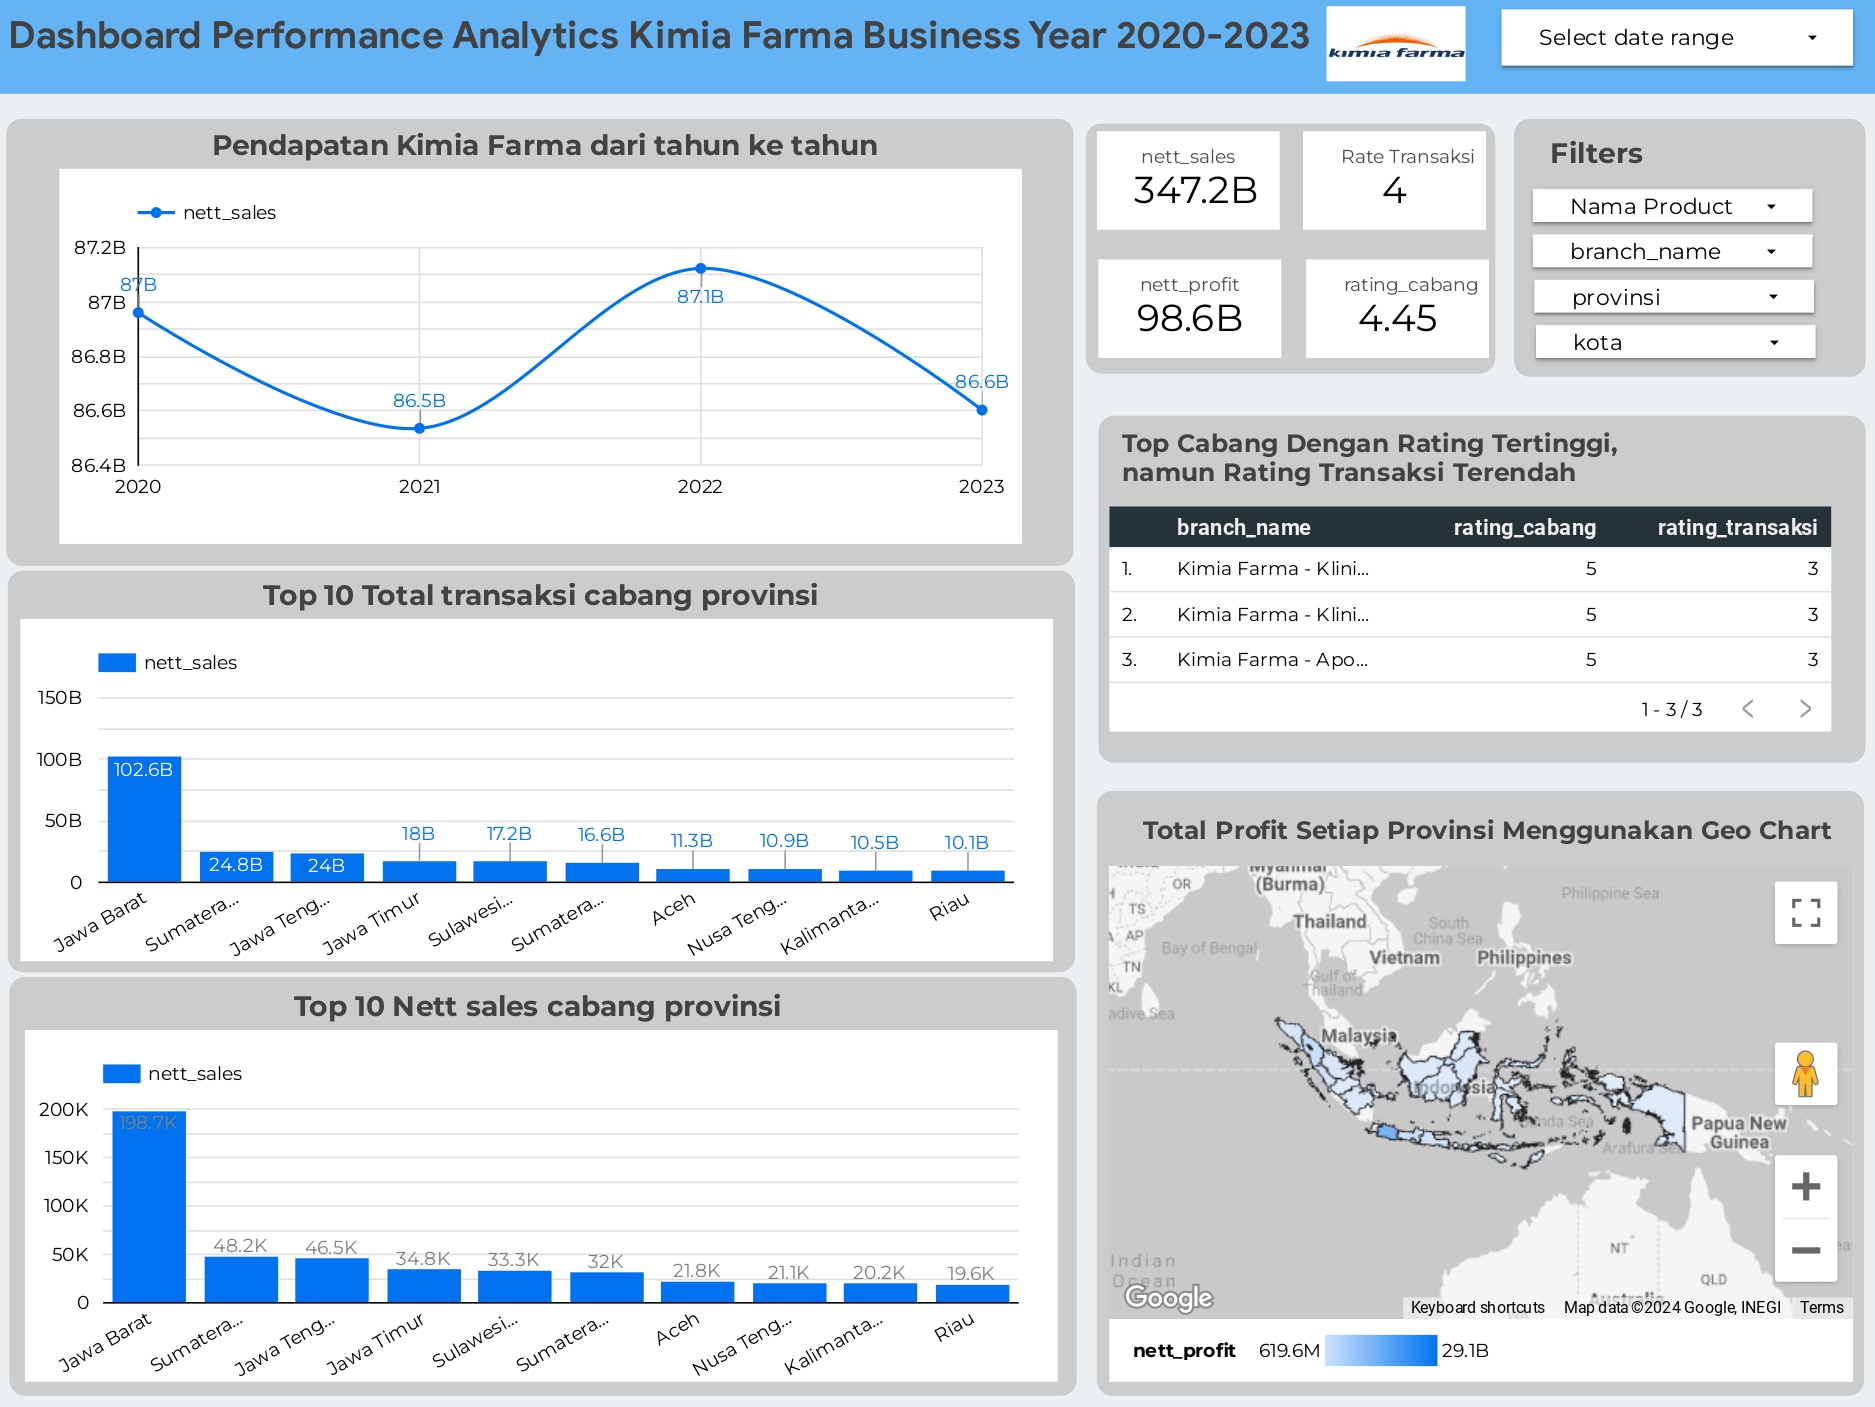 Dashboard Performance Analytics Kimia Farma Business Year 2020-2023
kimia farma
Select date range
Pendapatan Kimia Farma dari tahun ke tahun
nett_sales
87.2B
87B
87B
86.8B
86.6B
86.4B
86.5B
87.1B
86.6B
2020
2021
2022
2023
nett_sales
347.2B
Rate Transaksi
4
nett_profit
98.6B
rating_cabang
4.45
Filters
Nama Product
branch_name
provinsi
kota
Top Cabang Dengan Rating Tertinggi,
namun Rating Transaksi Terendah
branch_name rating_cabang rating_transaksi
1. Kimia Farma - Klini... 5 3
2. Kimia Farma - Klini... 5 3
3. Kimia Farma - Apo... 5 3
1 - 3 / 3
Top 10 Total transaksi cabang provinsi
nett_sales
150B
100B
50B
0
102.6B
24.8B
24B
18B
17.2B
16.6B
11.3B
10.9B
10.5B
10.1B
Jawa Barat
Sumatera...
Jawa Teng...
Jawa Timur
Sulawesi...
Sumatera...
Aceh
Nusa Teng...
Kalimanta...
Riau
Top 10 Nett sales cabang provinsi
nett_sales
200K
150K
100K
50K
0
198.7K
48.2K
46.5K
34.8K
33.3K
32K
21.8K
21.1K
20.2K
19.6K
Jawa Barat
Sumatera...
Jawa Teng...
Jawa Timur
Sulawesi...
Sumatera...
Aceh
Nusa Teng...
Kalimanta...
Riau
Total Profit Setiap Provinsi Menggunakan Geo Chart
Myanmar
(Burma)
OR
TS
AP
TN
KL
adive Sea
Bay of Bengal
Thailand
Gulf of
Thailand
Vietnam
South
China Sea
Philippines
Philippine Sea
Malaysia
Indonesia
Banda Sea
Arafura Sea
Papua New
Guinea
NT
QLD
Australia
WA
Indian
Ocean
Google
Keyboard shortcuts Map data ©2024 Google, INEGI Terms
nett_profit 619.6M 29.1B